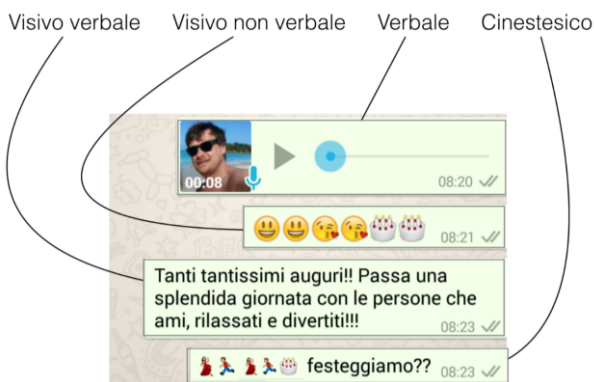 Visivo verbale Visivo non verbale Verbale Cinestesico
00:08 08:20
08:21
Tanti tantissimi auguri!! Passa una
splendida giornata con le persone che
ami, rilassati e divertiti!!!
08:23
festeggiamo?? 08:23